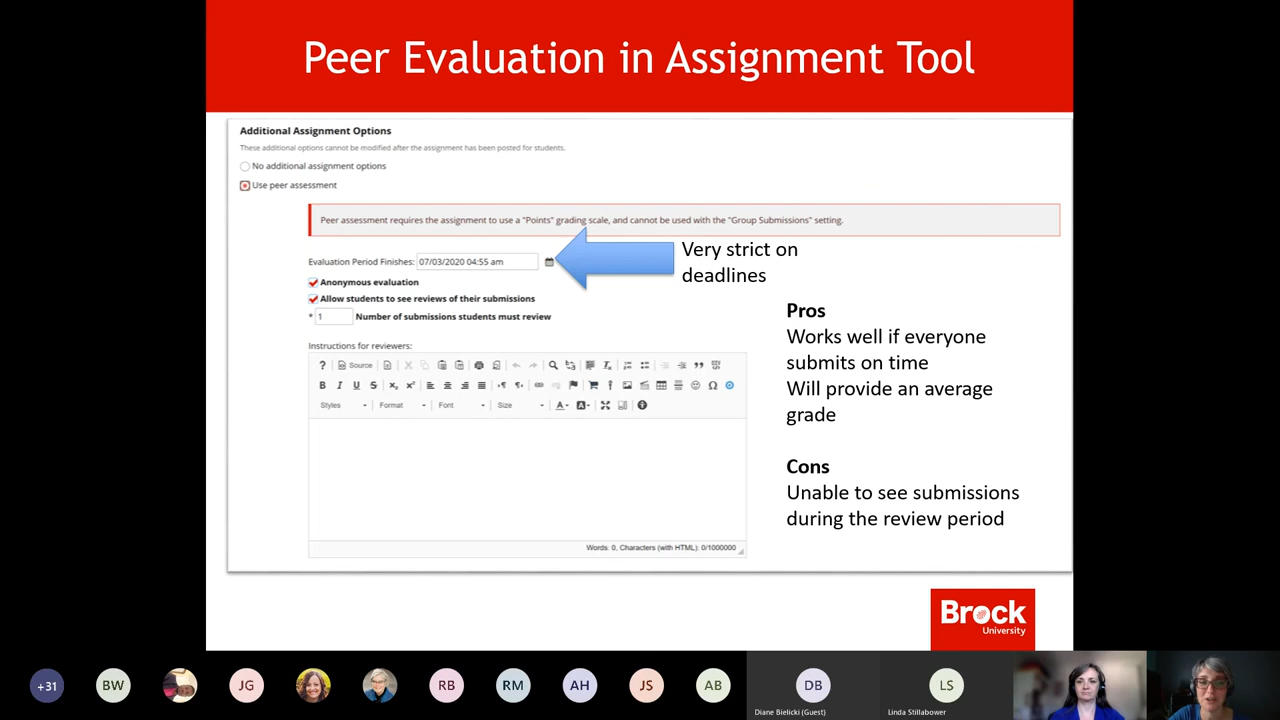 Peer Evaluation in Assignment Tool
Additional Assignment Options
These additional options cannot be modified after the assignment has been posted for students.
No additional assignment options
Use peer assessment
Peer assessment requires the assignment to use a "Points" grading scale, and cannot be used with the "Group Submissions" setting.
Evaluation Period Finishes: 07/03/2020 04:55 am
Very strict on
deadlines
Anonymous evaluation
Allow students to see reviews of their submissions
* 1 Number of submissions students must review
Instructions for reviewers:
? Source
B I U S x₂ x²
Styles Format Font Size A A
Words: 0, Characters (with HTML): 0/1000000
Pros
Works well if everyone
submits on time
Will provide an average
grade
Cons
Unable to see submissions
during the review period
Brock
University
+31 BW JG RB RM AH JS AB DB LS
Diane Bielicki (Guest) Linda Stillabower